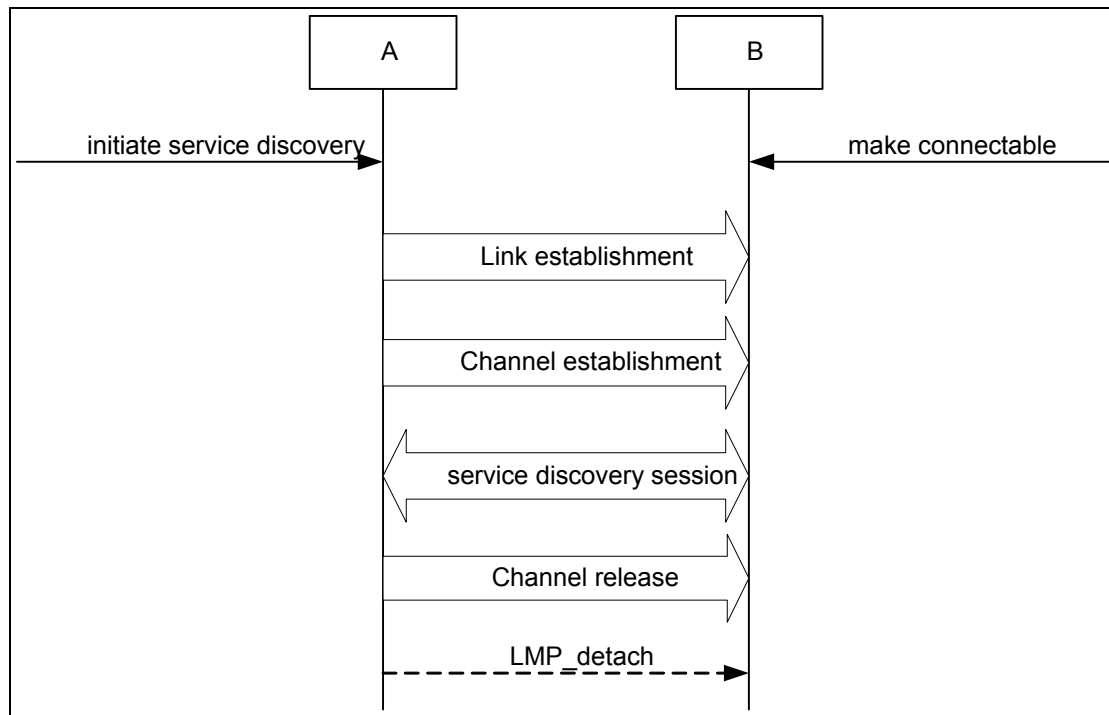 A
B
initiate service discovery
make connectable
Link establishment
Channel establishment
service discovery session
Channel release
LMP_detach